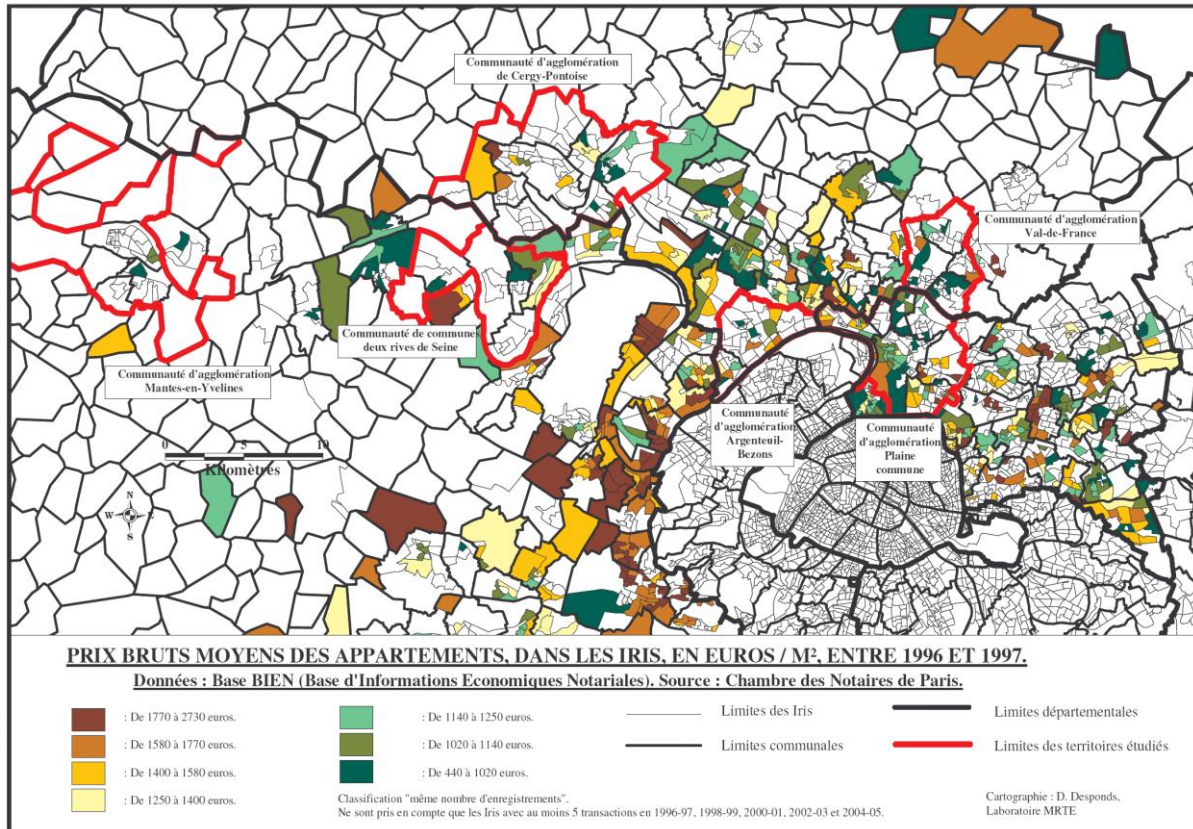 Communauté d'agglomération
de Cergy-Pontoise
Communauté d'agglomération
Val-de-France
Communauté de commune
deux rives de Seine
Communauté d'agglomération
Mantes-en-Yvelines
Communauté
d'agglomération
Argenteuil-
Bezons
Communauté
d'agglomération
Plaine
commune
0 5 10
Kilomètres
N
W E
S
PRIX BRUTS MOYENS DES APPARTEMENTS, DANS LES IRIS, EN EUROS / M², ENTRE 1996 ET 1997.
Données : Base BIEN (Base d'Informations Economiques Notariales). Source : Chambre des Notaires de Paris.
: De 1770 à 2730 euros.
: De 1580 à 1770 euros.
: De 1400 à 1580 euros.
: De 1250 à 1400 euros.
: De 1140 à 1250 euros.
: De 1020 à 1140 euros.
: De 440 à 1020 euros.
Limites des Iris
Limites communales
Limites départementales
Limites des territoires étudiés
Classification "même nombre d'enregistrements".
Ne sont pris en compte que les Iris avec au moins 5 transactions en 1996-97, 1998-99, 2000-01, 2002-03 et 2004-05.
Cartographie : D. Desponds,
Laboratoire MRTE